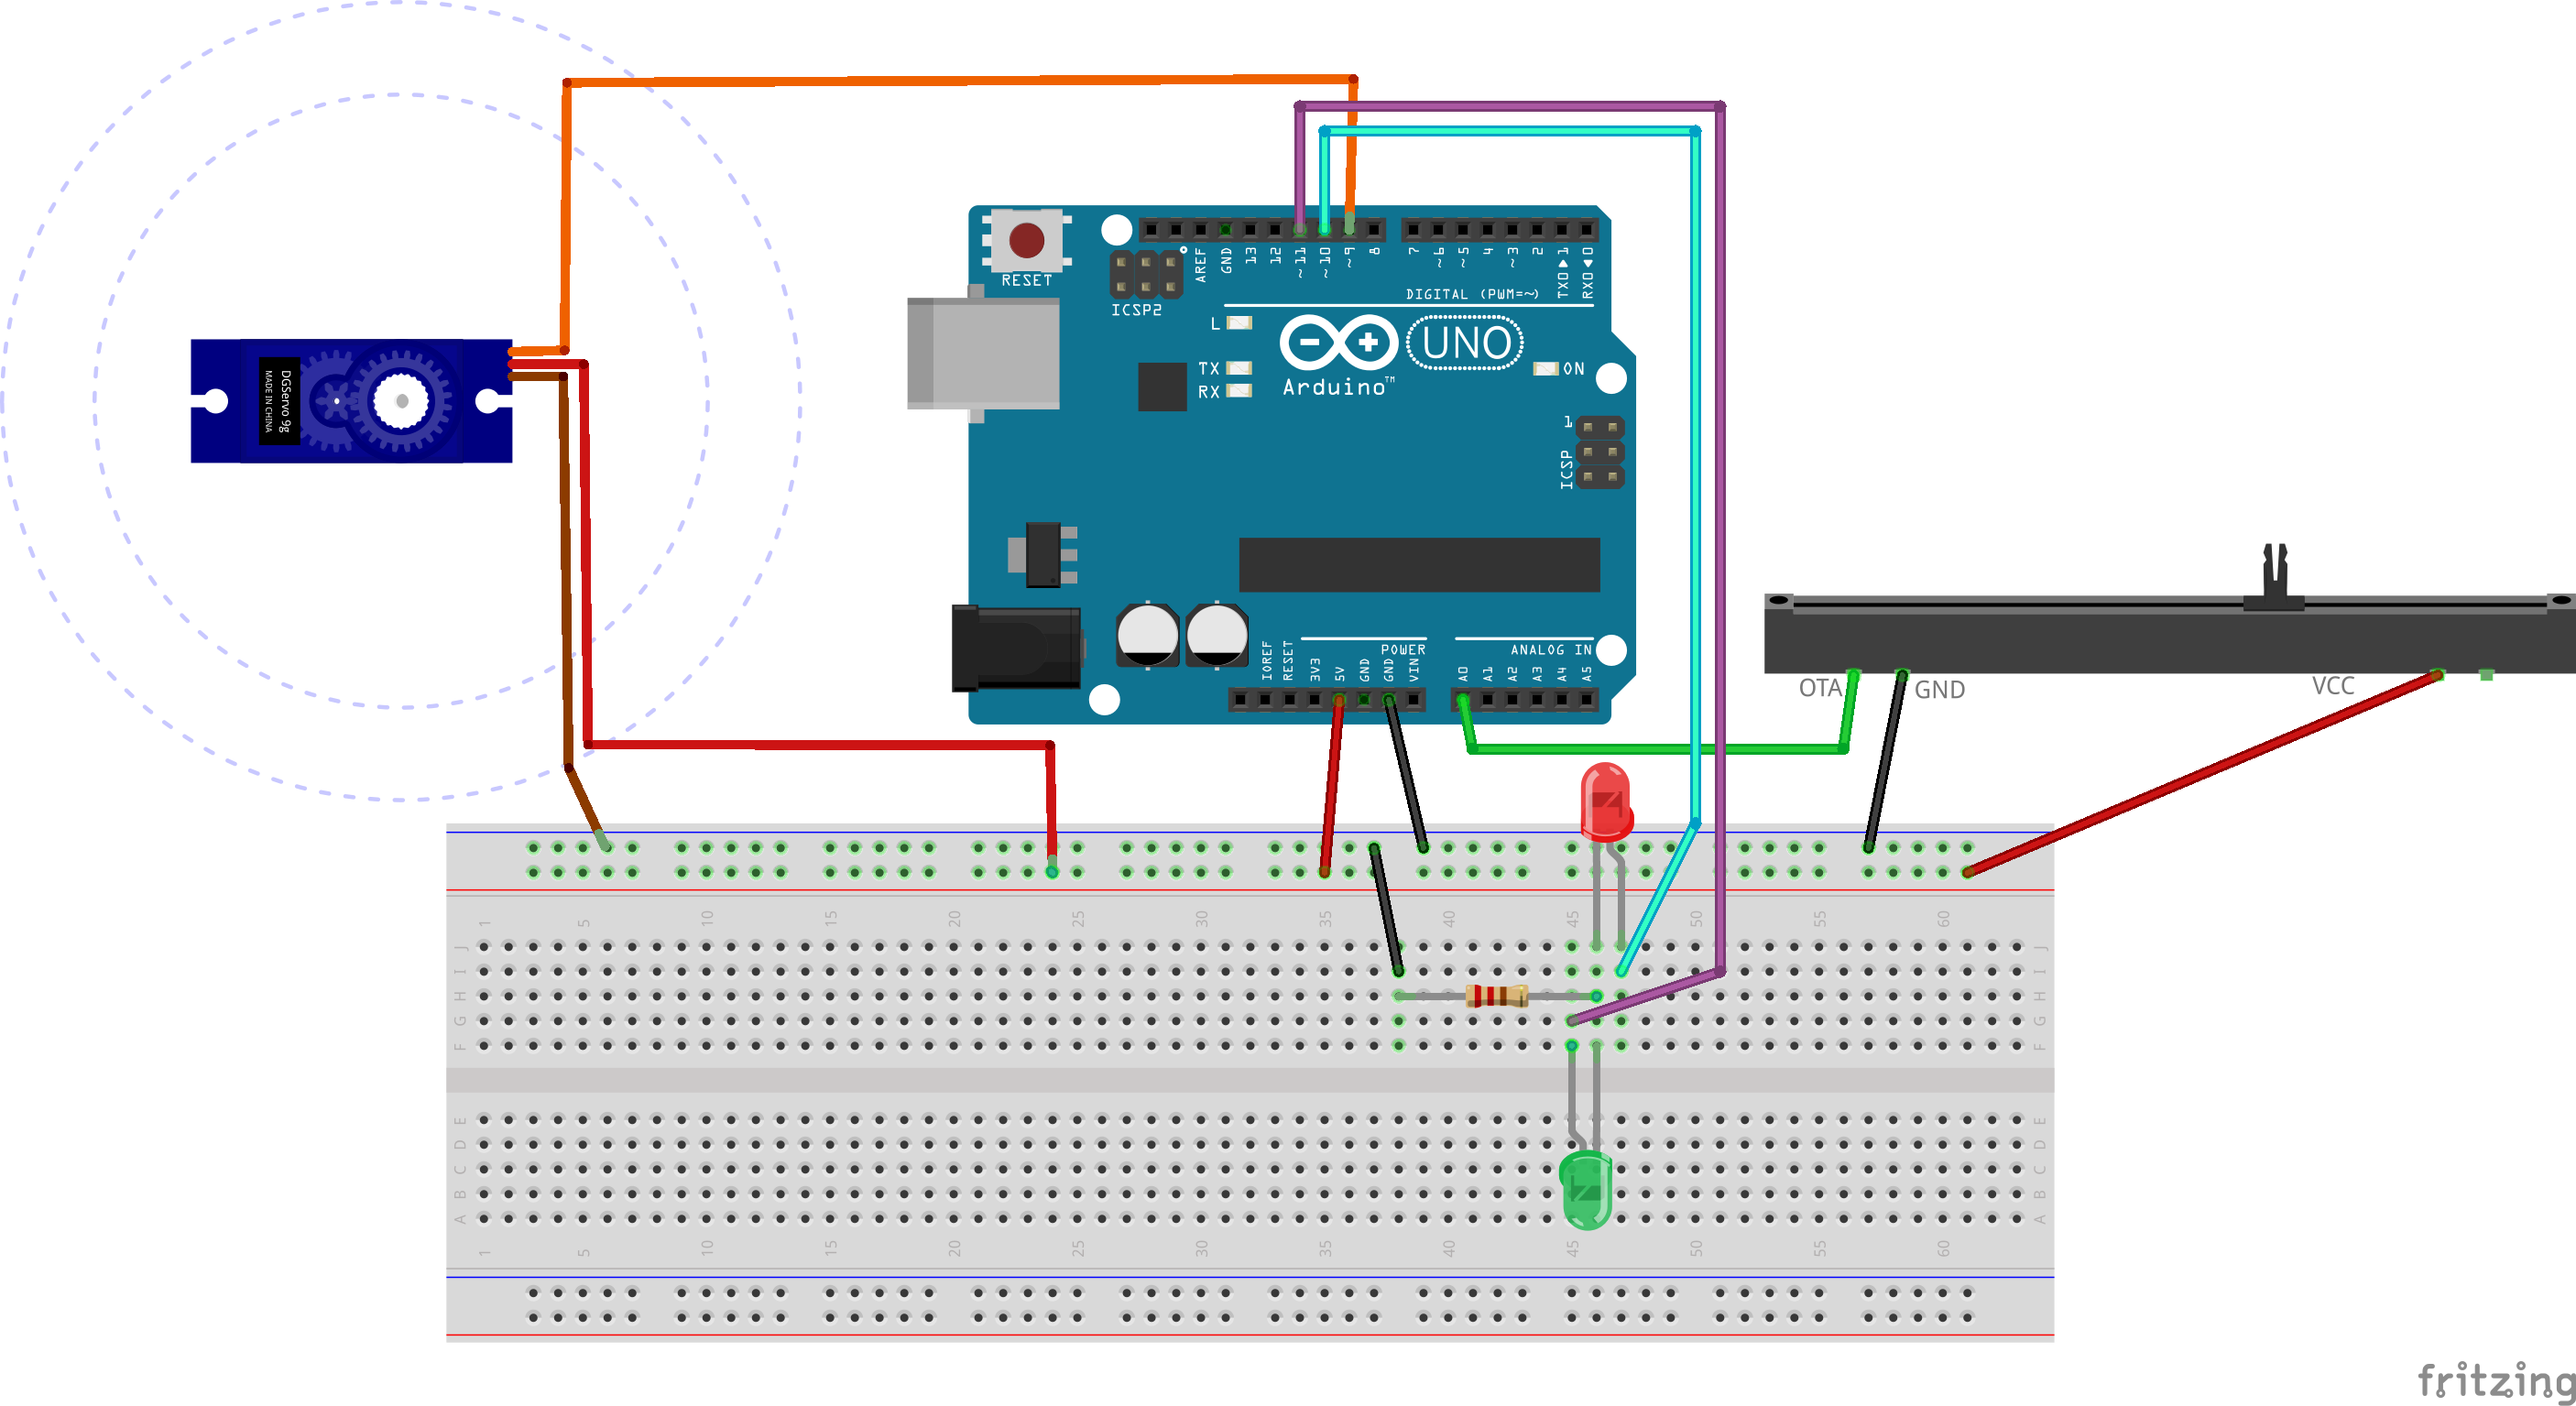 RESET
ICSP2
AREF
GND
13
12
~11
~10
~9
8
7
~6
~5
4
~3
2
TX0▶1
RX0◀0
DIGITAL (PWM=~)
L
TX
RX
UNO
Arduino™
ON
1
ICSP
DGServo 9g
MADE IN CHINA
IOREF
RESET
3V3
5V
GND
GND
VIN
POWER
A0
A1
A2
A3
A4
A5
ANALOG IN
OTA
GND
VCC
1 5 10 15 20 25 30 35 40 45 50 55 60
J J
I I
H H
G G
F F
E E
D D
C C
B B
A A
1 5 10 15 20 25 30 35 40 45 50 55 60
fritzing